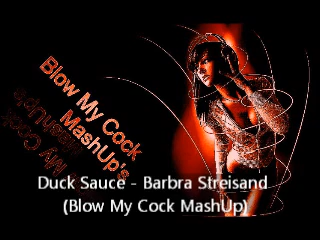 Blow My Cock
MashUp's
Duck Sauce - Barbra Streisand
(Blow My Cock MashUp)